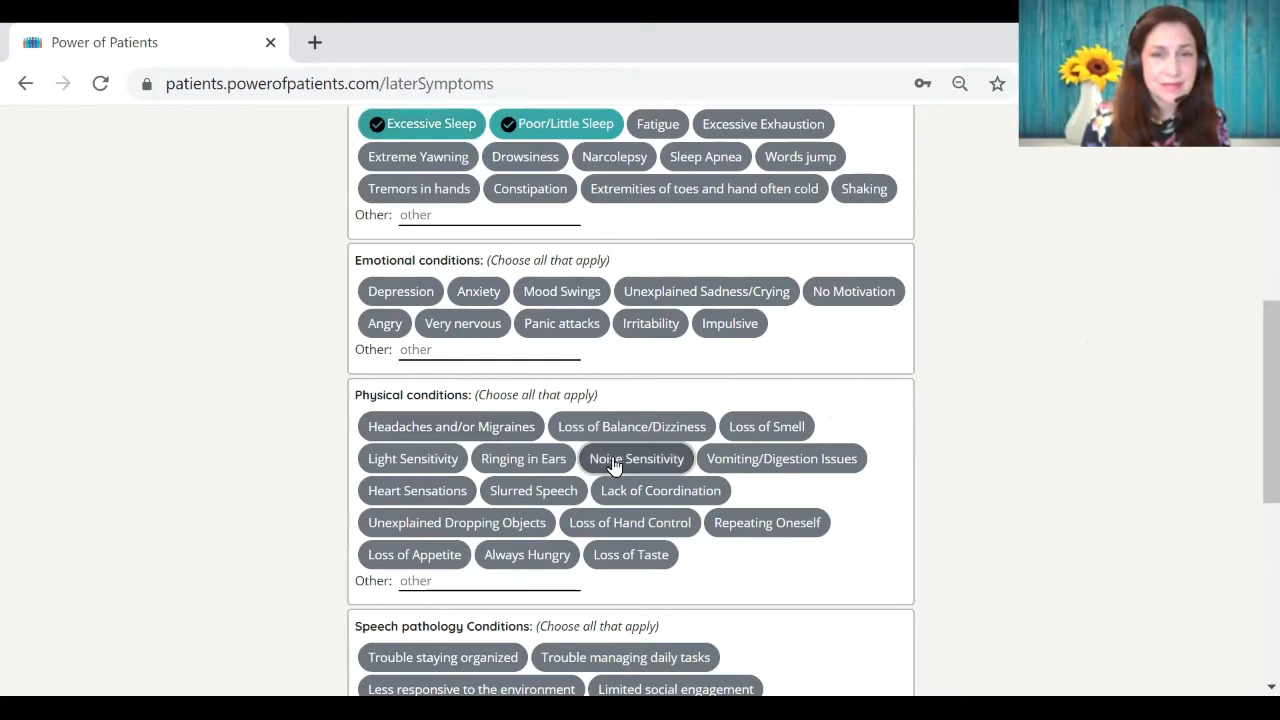 Power of Patients
patients.powerofpatients.com/laterSymptoms
Excessive Sleep Poor/Little Sleep Fatigue Excessive Exhaustion
Extreme Yawning Drowsiness Narcolepsy Sleep Apnea Words jump
Tremors in hands Constipation Extremities of toes and hand often cold Shaking
Other: other
Emotional conditions: (Choose all that apply)
Depression Anxiety Mood Swings Unexplained Sadness/Crying No Motivation
Angry Very nervous Panic attacks Irritability Impulsive
Other: other
Physical conditions: (Choose all that apply)
Headaches and/or Migraines Loss of Balance/Dizziness Loss of Smell
Light Sensitivity Ringing in Ears Noise Sensitivity Vomiting/Digestion Issues
Heart Sensations Slurred Speech Lack of Coordination
Unexplained Dropping Objects Loss of Hand Control Repeating Oneself
Loss of Appetite Always Hungry Loss of Taste
Other: other
Speech pathology Conditions: (Choose all that apply)
Trouble staying organized Trouble managing daily tasks
Less responsive to the environment Limited social engagement